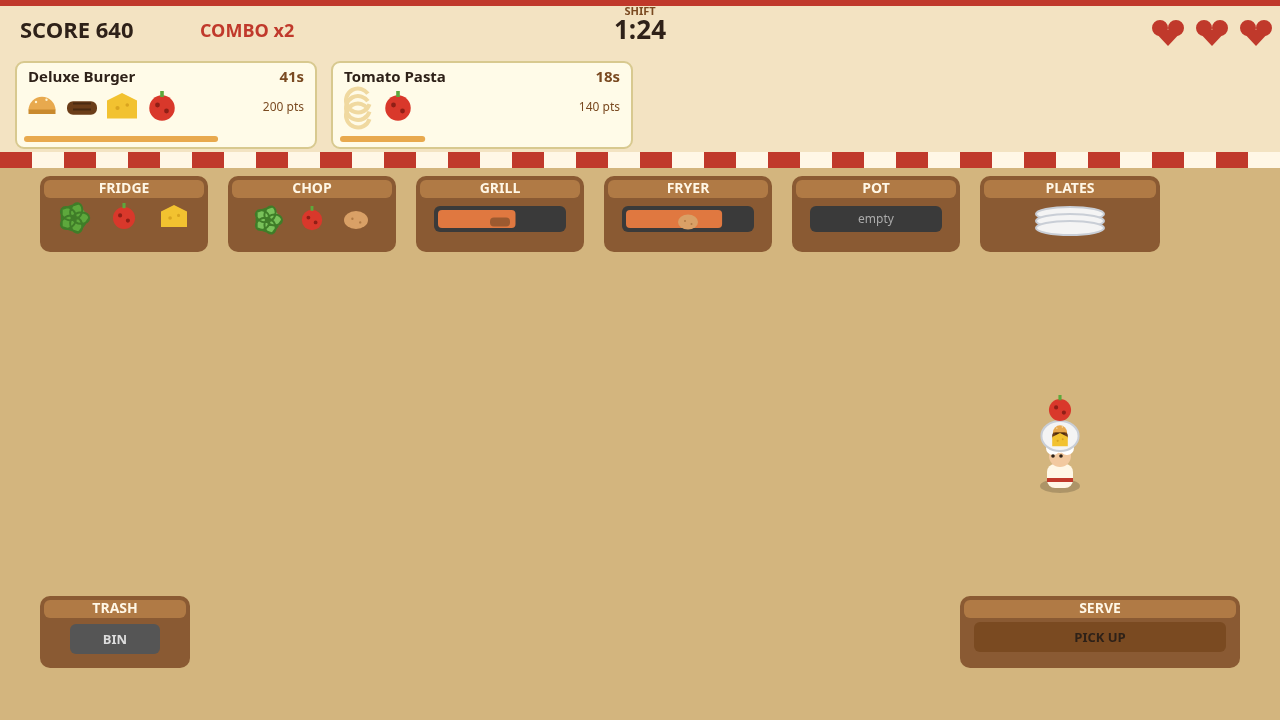 SCORE 640
COMBO x2
SHIFT
1:24
Deluxe Burger
41s
200 pts
Tomato Pasta
18s
140 pts
FRIDGE
CHOP
GRILL
FRYER
POT
PLATES
empty
TRASH
BIN
SERVE
PICK UP